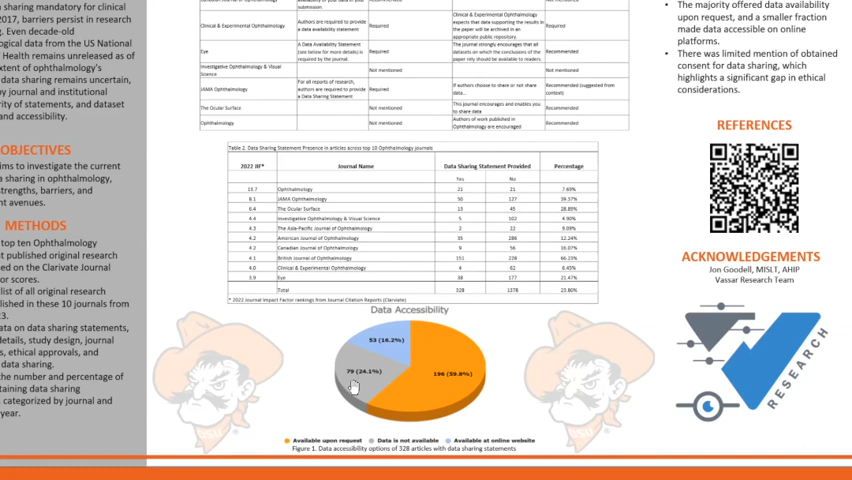 sharing mandatory for clinical
2017, barriers persist in research
g. Even decade-old
ogical data from the US National
Health remains unreleased as of
xtent of ophthalmology's
data sharing remains uncertain,
by journal and institutional
rity of statements, and dataset
and accessibility.
OBJECTIVES
ims to investigate the current
a sharing in ophthalmology,
strengths, barriers, and
nt avenues.
METHODS
top ten Ophthalmology
t published original research
sed on the Clarivate Journal
or scores.
list of all original research
lished in these 10 journals from
23.
ata on data sharing statements,
details, study design, journal
s, ethical approvals, and
data sharing.
the number and percentage of
ntaining data sharing
, categorized by journal and
year.
submission.
Clinical & Experimental Ophthalmology
Authors are required to provide
a data availability statement
Required
Clinical & Experimental Ophthalmology
expects that data supporting the results in
the paper will be archived in an
appropriate public repository.
Required
Eye
A Data Availability Statement
(see below for more details) is
required by the journal
Required
The journal strongly encourages that all
datasets on which the conclusions of the
paper rely should be available to readers.
Recommended
Investigative Ophthalmology & Visual
Science
Not mentioned
Not mentioned
JAMA Ophthalmology
For all reports of research,
authors are required to provide
a Data Sharing Statement
Required
If authors choose to share or not share
data...
Recommended (suggested from
context)
The Ocular Surface
Not mentioned
This journal encourages and enables you
to share data
Recommended
Ophthalmology
Not mentioned
Authors of work published in
Ophthalmology are encouraged
Recommended
Table 2. Data Sharing Statement Presence in articles across top 10 Ophthalmology journals
2022 JIF* Journal Name Data Sharing Statement Provided Percentage
Yes No
13.7 Ophthalmology 21 21 7.69%
8.1 JAMA Ophthalmology 50 127 39.37%
6.4 The Ocular Surface 13 45 28.89%
4.4 Investigative Ophthalmology & Visual Science 5 102 4.90%
4.3 The Asia-Pacific Journal of Ophthalmology 2 22 9.09%
4.2 American Journal of Ophthalmology 35 286 12.24%
4.2 Canadian Journal of Ophthalmology 9 56 16.07%
4.1 British Journal of Ophthalmology 151 228 66.23%
4.0 Clinical & Experimental Ophthalmology 4 62 6.45%
3.9 Eye 38 177 21.47%
Total 328 1378 23.80%
* 2022 Journal Impact Factor rankings from Journal Citation Reports (Clarivate)
Data Accessibility
53 (16.2%)
79 (24.1%)
196 (59.8%)
Available upon request Data is not available Available at online website
Figure 1. Data accessibility options of 328 articles with data sharing statements
• The majority offered data availability
upon request, and a smaller fraction
made data accessible on online
platforms.
• There was limited mention of obtained
consent for data sharing, which
highlights a significant gap in ethical
considerations.
REFERENCES
ACKNOWLEDGEMENTS
Jon Goodell, MISLT, AHIP
Vassar Research Team
RESEARCH